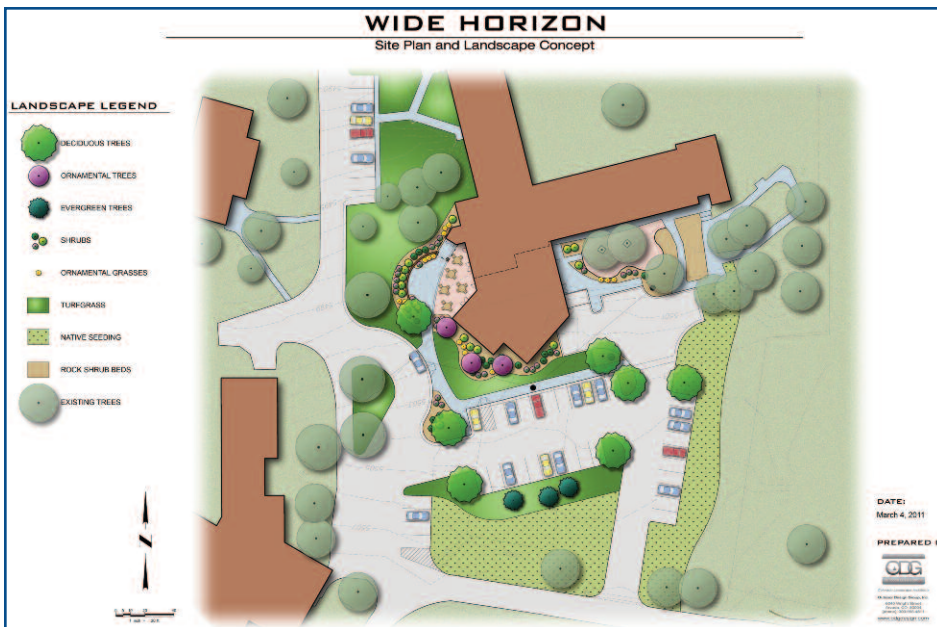 WIDE HORIZON
Site Plan and Landscape Concept
LANDSCAPE LEGEND
DECIDUOUS TREES
ORNAMENTAL TREES
EVERGREEN TREES
SHRUBS
ORNAMENTAL GRASSES
TURFGRASS
NATIVE SEEDING
ROCK SHRUB BEDS
EXISTING TREES
Z
DATE:
March 4, 2011
PREPARED
CDG